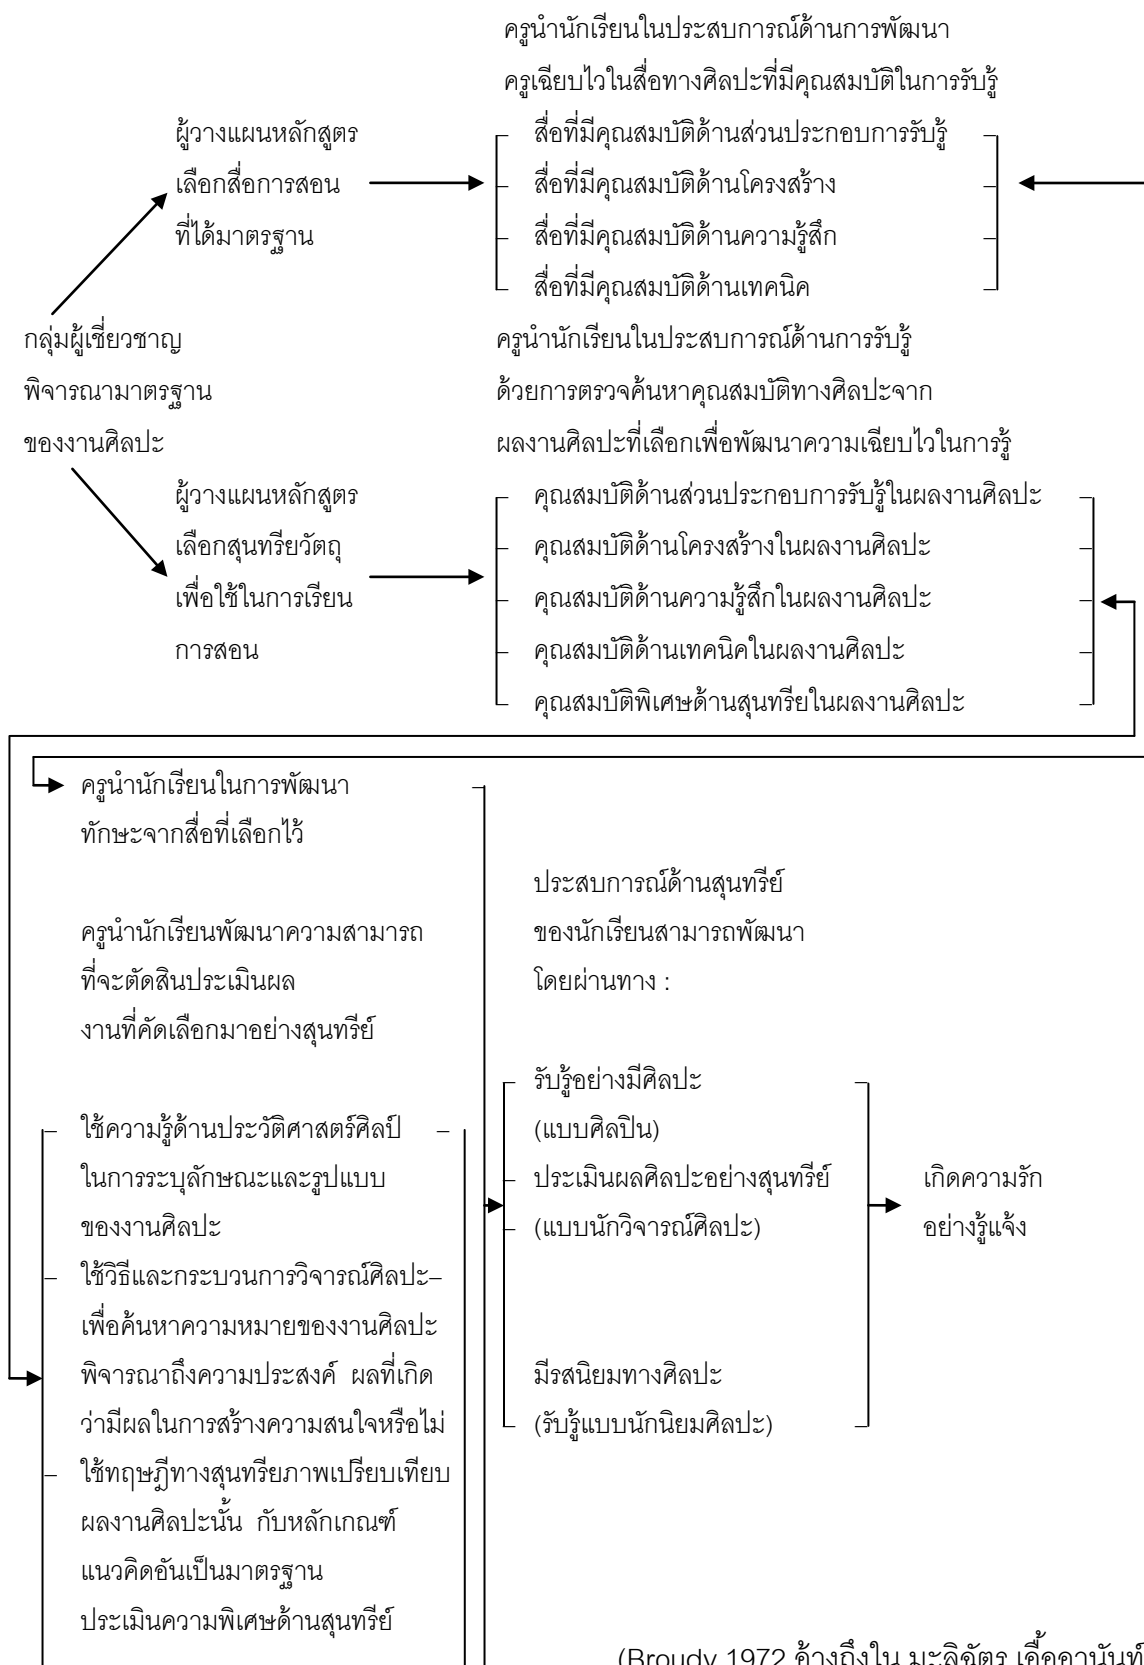 ครูนำนักเรียนในประสบการณ์ด้านการพัฒนา
ครูเฉียบไวในสื่อทางศิลปะที่มีคุณสมบัติในการรับรู้
ผู้วางแผนหลักสูตร
เลือกสื่อการสอน
ที่ได้มาตรฐาน
– สื่อที่มีคุณสมบัติด้านส่วนประกอบการรับรู้ –
– สื่อที่มีคุณสมบัติด้านโครงสร้าง –
– สื่อที่มีคุณสมบัติด้านความรู้สึก –
– สื่อที่มีคุณสมบัติด้านเทคนิค –
กลุ่มผู้เชี่ยวชาญ
พิจารณามาตรฐาน
ของงานศิลปะ
ครูนำนักเรียนในประสบการณ์ด้านการรับรู้
ด้วยการตรวจค้นหาคุณสมบัติทางศิลปะจาก
ผลงานศิลปะที่เลือกเพื่อพัฒนาความเฉียบไวในการรู้
ผู้วางแผนหลักสูตร
เลือกสุนทรียวัตถุ
เพื่อใช้ในการเรียน
การสอน
– คุณสมบัติด้านส่วนประกอบการรับรู้ในผลงานศิลปะ –
– คุณสมบัติด้านโครงสร้างในผลงานศิลปะ –
– คุณสมบัติด้านความรู้สึกในผลงานศิลปะ –
– คุณสมบัติด้านเทคนิคในผลงานศิลปะ –
– คุณสมบัติพิเศษด้านสุนทรีย์ในผลงานศิลปะ –
ครูนำนักเรียนในการพัฒนา –
ทักษะจากสื่อที่เลือกไว้
ครูนำนักเรียนพัฒนาความสามารถ
ที่จะตัดสินประเมินผล
งานที่คัดเลือกมาอย่างสุนทรีย์
– ใช้ความรู้ด้านประวัติศาสตร์ศิลป์ –
ในการระบุลักษณะและรูปแบบ
ของงานศิลปะ
– ใช้วิธีและกระบวนการวิจารณ์ศิลปะ–
เพื่อค้นหาความหมายของงานศิลปะ
พิจารณาถึงความประสงค์ ผลที่เกิด
ว่ามีผลในการสร้างความสนใจหรือไม่
– ใช้ทฤษฎีทางสุนทรียภาพเปรียบเทียบ
ผลงานศิลปะนั้น กับหลักเกณฑ์
แนวคิดอันเป็นมาตรฐาน
ประเมินความพิเศษด้านสุนทรีย์
ประสบการณ์ด้านสุนทรีย์
ของนักเรียนสามารถพัฒนา
โดยผ่านทาง :
– รับรู้อย่างมีศิลปะ –
(แบบศิลปิน)
– ประเมินผลศิลปะอย่างสุนทรีย์
– (แบบนักวิจารณ์ศิลปะ)
มีรสนิยมทางศิลปะ
– (รับรู้แบบนักนิยมศิลปะ) –
เกิดความรัก
อย่างรู้แจ้ง
(Broudy 1972 อ้างถึงใน มะลิฉัตร เอื้ออานันท์